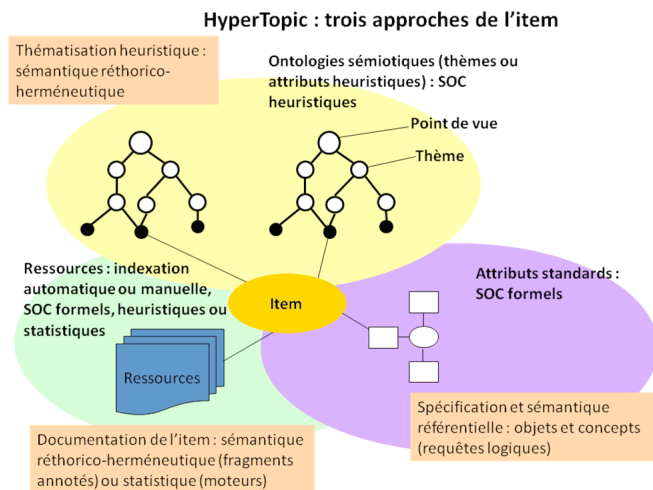 HyperTopic : trois approches de l’item
Thématisation heuristique :
sémantique réthorico-
herméneutique
Ontologies sémiotiques (thèmes ou
attributs heuristiques) : SOC
heuristiques
Point de vue
Thème
Ressources : indexation
automatique ou manuelle,
SOC formels, heuristiques ou
statistiques
Attributs standards :
SOC formels
Item
Ressources
Spécification et sémantique
référentielle : objets et concepts
(requêtes logiques)
Documentation de l’item : sémantique
réthorico-herméneutique (fragments
annotés) ou statistique (moteurs)